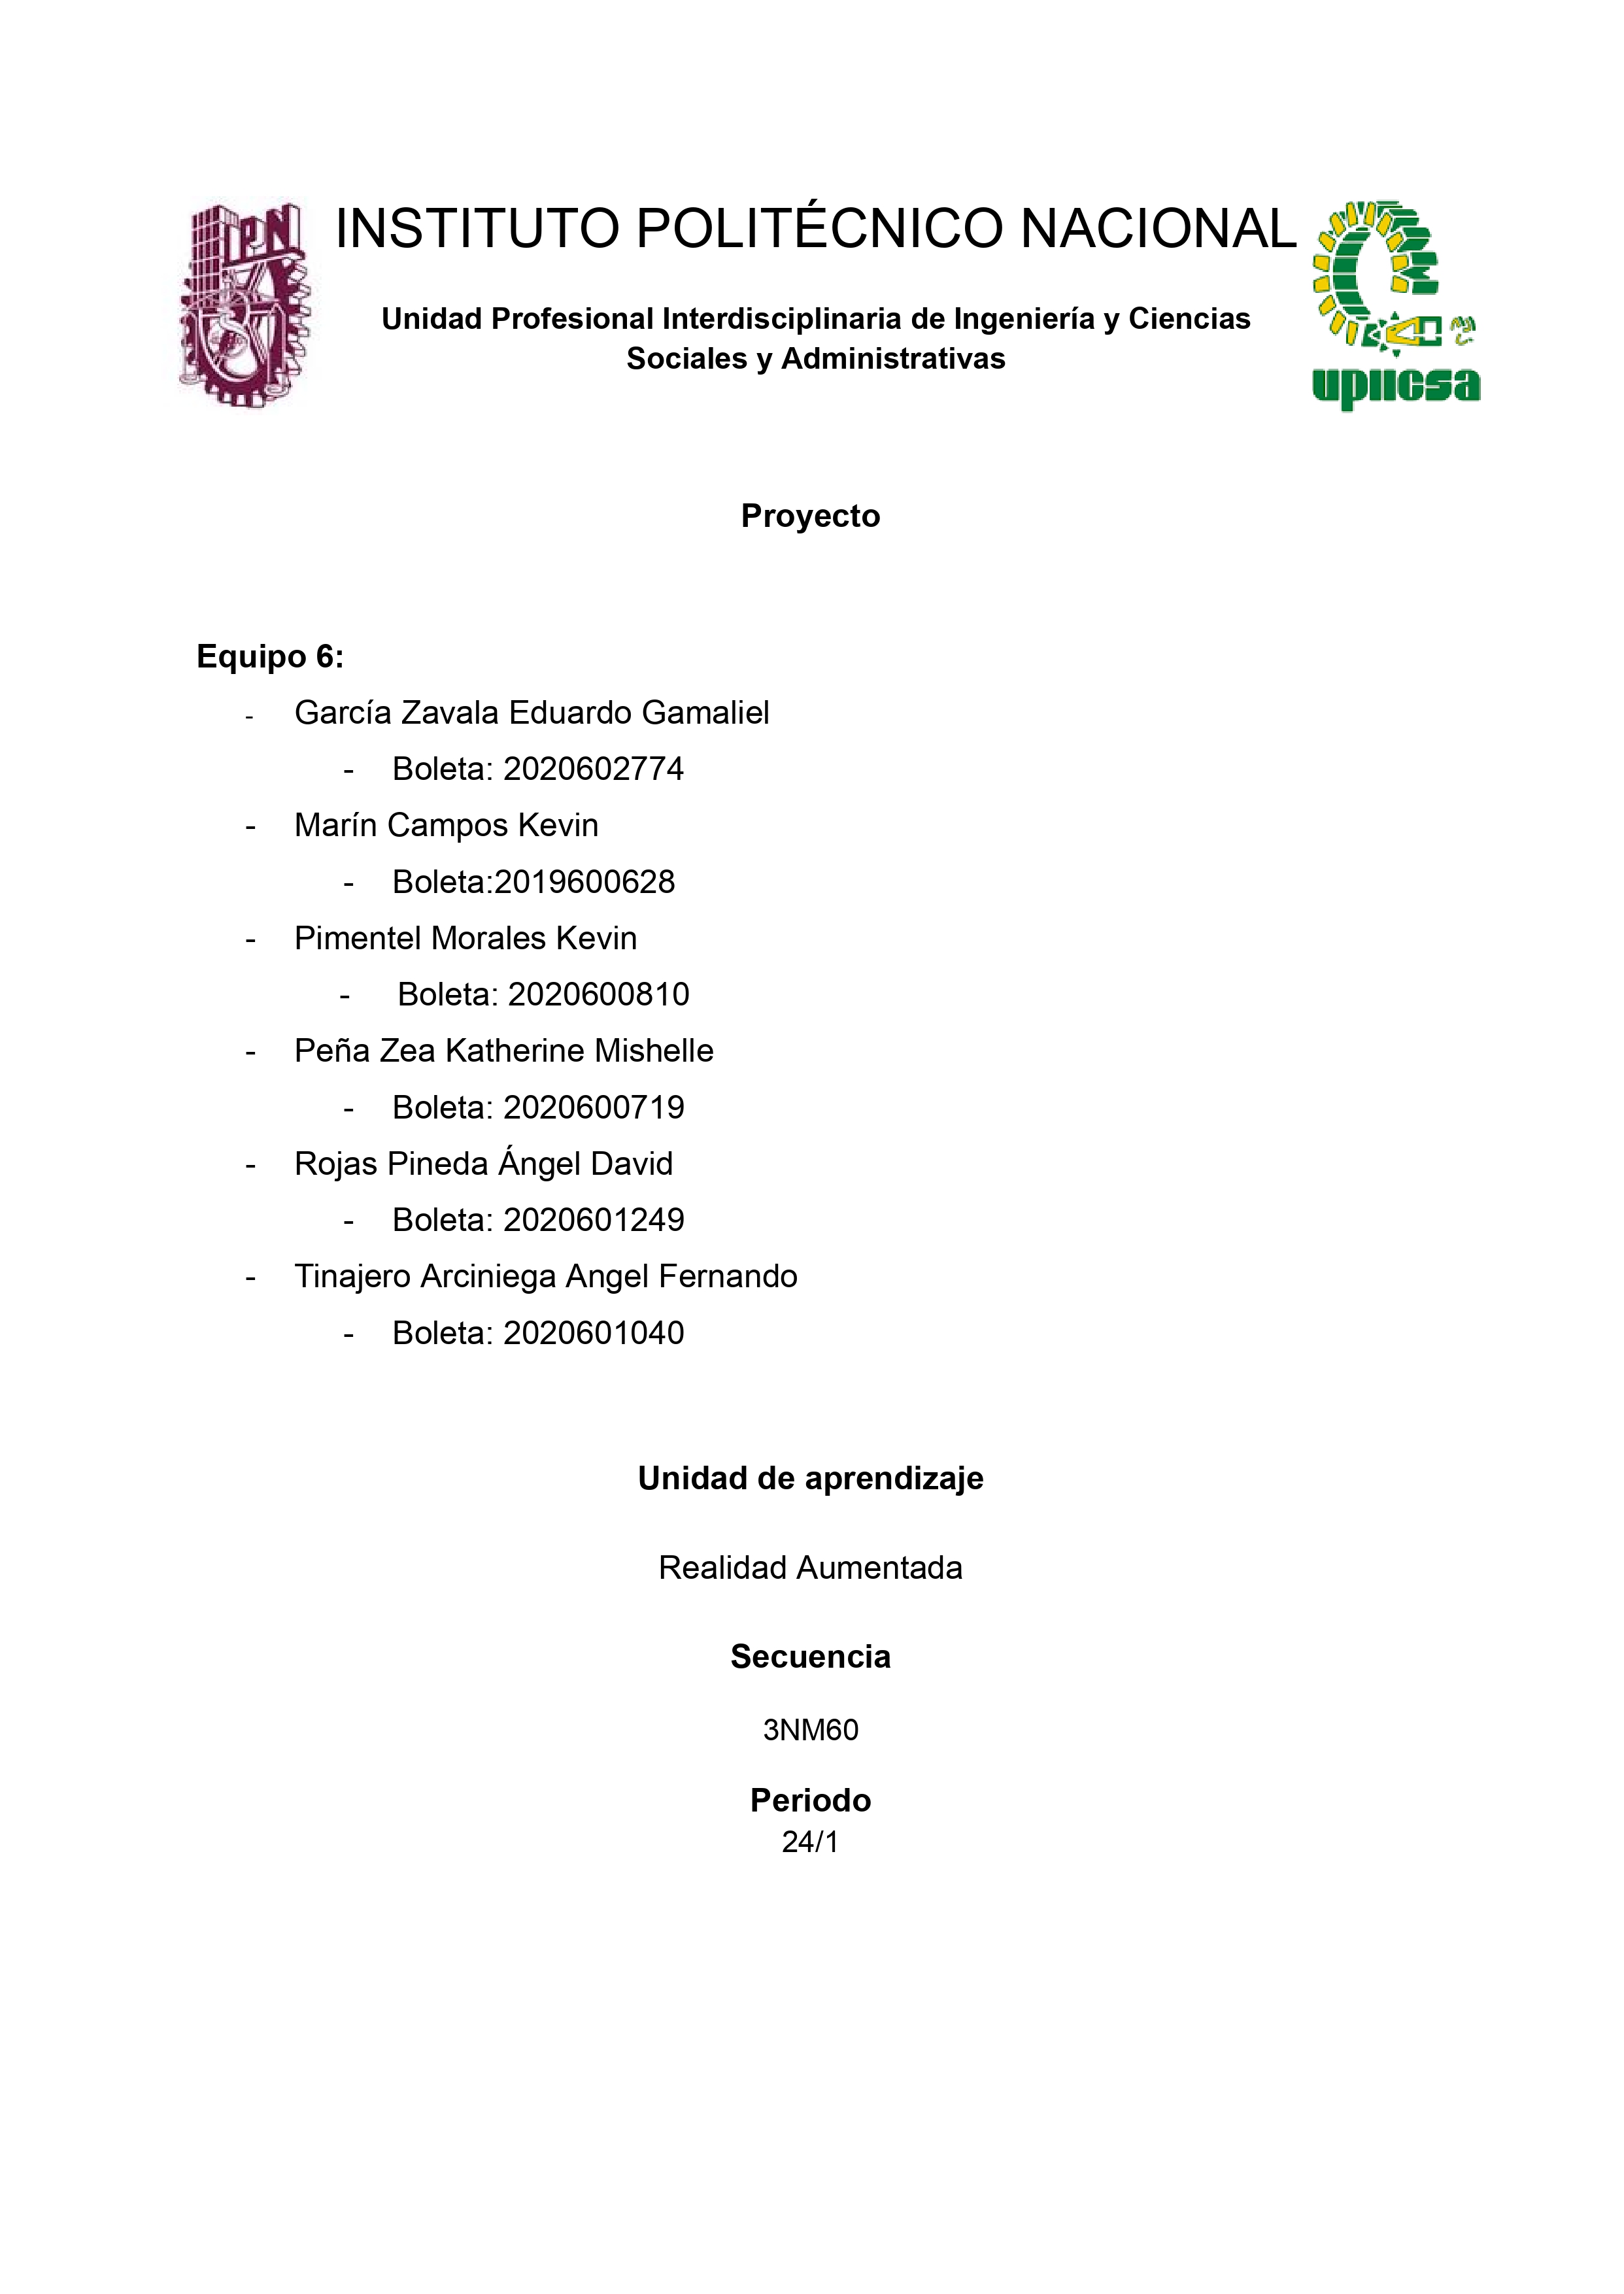 IPN
INSTITUTO POLITÉCNICO NACIONAL
Unidad Profesional Interdisciplinaria de Ingeniería y Ciencias
Sociales y Administrativas
40
upiicsa
Proyecto
Equipo 6:
- García Zavala Eduardo Gamaliel
- Boleta: 2020602774
- Marín Campos Kevin
- Boleta:2019600628
- Pimentel Morales Kevin
- Boleta: 2020600810
- Peña Zea Katherine Mishelle
- Boleta: 2020600719
- Rojas Pineda Ángel David
- Boleta: 2020601249
- Tinajero Arciniega Angel Fernando
- Boleta: 2020601040
Unidad de aprendizaje
Realidad Aumentada
Secuencia
3NM60
Periodo
24/1